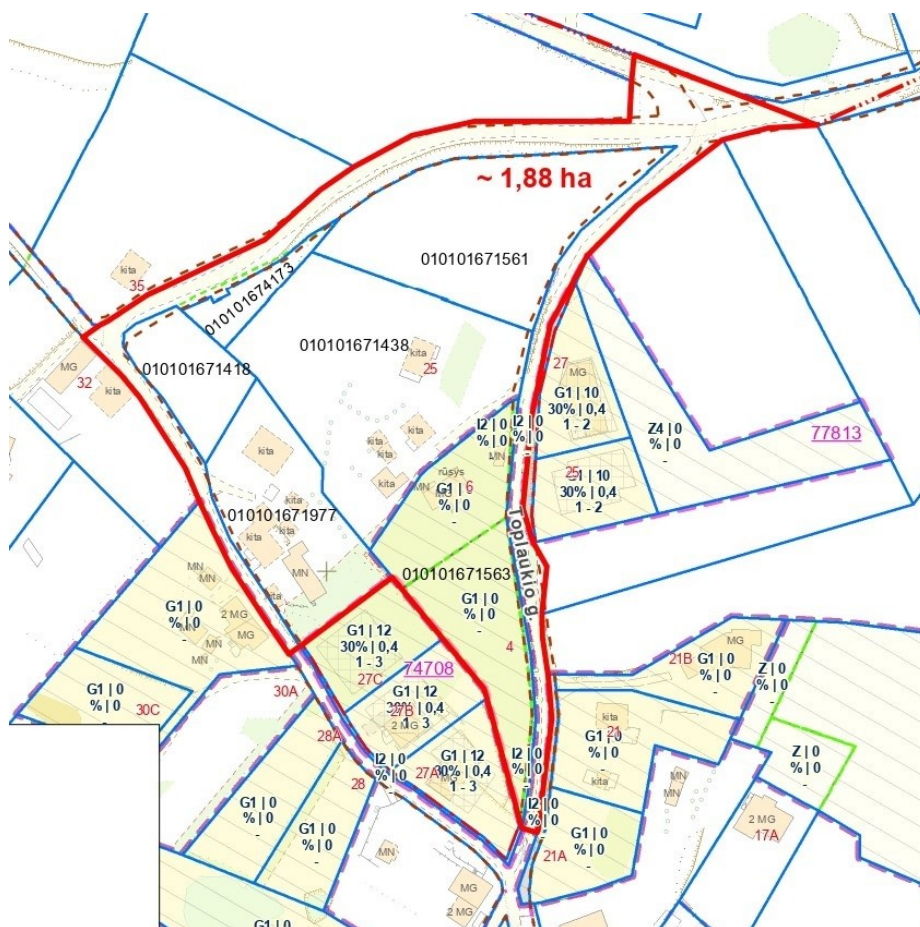 ~ 1,88 ha
010101671561
kita
35
010101674173
010101671438
kita
25
010101671418
MG
32
kita
27
MG
G1 | 10
30% | 0,4
1 - 2
I2 | 0
% | 0
-
I2 | 0
% | 0
-
Z4 | 0
% | 0
-
77813
25
G1 | 10
30% | 0,4
1 - 2
kita
kita
kita
MN
rūsys
6
MN
MG
G1 | 0
% | 0
-
Toplaukio g.
kita
010101671977
kita
kita
MN
kita
010101671563
G1 | 0
% | 0
-
4
MN
MN
G1 | 0
% | 0
-
2 MG
MN
MG
MN
MN
G1 | 12
30% | 0,4
1 - 3
27C
74708
G1 | 12
30% | 0,4
1 - 3
27B
2 MG
G1 | 12
30% | 0,4
1 - 3
27A
MG
30A
G1 | 0
% | 0
-
30C
28A
28
I2 | 0
% | 0
-
I2 | 0
% | 0
-
I2 | 0
% | 0
-
MG
21B
G1 | 0
% | 0
-
Z | 0
% | 0
-
kita
21
G1 | 0
% | 0
-
kita
MN
MN
Z | 0
% | 0
-
2 MG
17A
G1 | 0
% | 0
-
G1 | 0
% | 0
-
MN
G1 | 0
% | 0
-
21A
MG
2 MG
G1 | 0